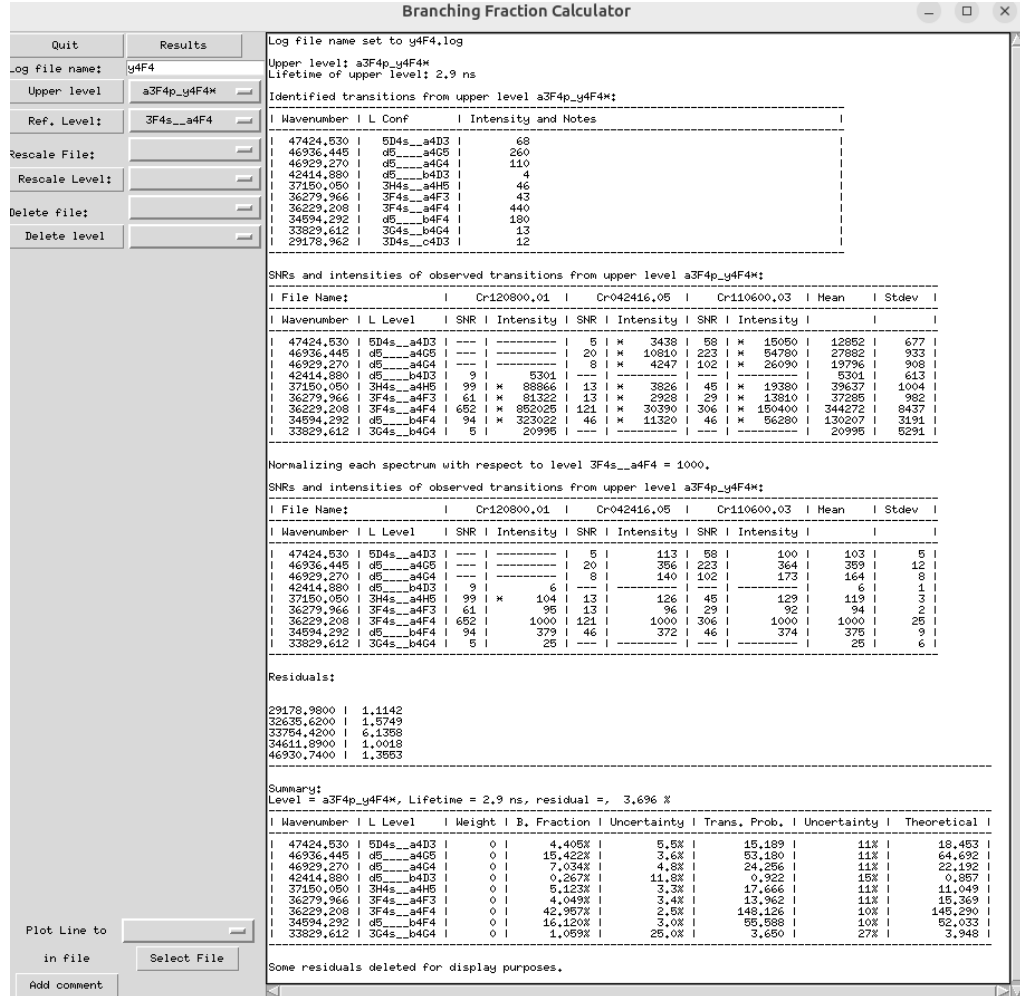 Branching Fraction Calculator
Quit Results
Log file name: y4F4
Upper level a3F4p_y4F4*
Ref. Level: 3F4s__a4F4
Rescale File:
Rescale Level:
Delete file:
Delete level
Plot Line to
in file Select File
Add comment
Log file name set to y4F4.log
Upper level: a3F4p_y4F4*
Lifetime of upper level: 2.9 ns
Identified transitions from upper level a3F4p_y4F4*:
| Wavenumber | L Conf | Intensity and Notes |
| 47424.530 | 5D4s__a4D3 | 68 |
| 46936.445 | d5____a4G5 | 260 |
| 46929.270 | d5____a4G4 | 110 |
| 42414.880 | d5____b4D3 | 4 |
| 37150.050 | 3H4s__a4H5 | 46 |
| 36279.966 | 3F4s__a4F3 | 43 |
| 36229.208 | 3F4s__a4F4 | 440 |
| 34594.292 | d5____b4F4 | 180 |
| 33829.612 | 3G4s__b4G4 | 13 |
| 29178.962 | 3D4s__c4D3 | 12 |
SNRs and intensities of observed transitions from upper level a3F4p_y4F4*:
| File Name: | Cr120800.01 | Cr042416.05 | Cr110600.03 | Mean | Stdev |
| Wavenumber | L Level | SNR | Intensity | SNR | Intensity | SNR | Intensity | | |
| 47424.530 | 5D4s__a4D3 | --- | --------- | 5 | * 3438 | 58 | * 15050 | 12852 | 677 |
| 46936.445 | d5____a4G5 | --- | --------- | 20 | * 10810 | 223 | * 54780 | 27882 | 933 |
| 46929.270 | d5____a4G4 | --- | --------- | 8 | * 4247 | 102 | * 26090 | 19796 | 908 |
| 42414.880 | d5____b4D3 | 9 | 5301 | --- | --------- | --- | --------- | 5301 | 613 |
| 37150.050 | 3H4s__a4H5 | 99 | * 88866 | 13 | * 3826 | 45 | * 19380 | 39637 | 1004 |
| 36279.966 | 3F4s__a4F3 | 61 | * 81322 | 13 | * 2928 | 29 | * 13810 | 37285 | 982 |
| 36229.208 | 3F4s__a4F4 | 652 | * 852025 | 121 | * 30390 | 306 | * 150400 | 344272 | 8437 |
| 34594.292 | d5____b4F4 | 94 | * 323022 | 46 | * 11320 | 46 | * 56280 | 130207 | 3191 |
| 33829.612 | 3G4s__b4G4 | 5 | 20995 | --- | --------- | --- | --------- | 20995 | 5291 |
Normalizing each spectrum with respect to level 3F4s__a4F4 = 1000.
SNRs and intensities of observed transitions from upper level a3F4p_y4F4*:
| File Name: | Cr120800.01 | Cr042416.05 | Cr110600.03 | Mean | Stdev |
| Wavenumber | L Level | SNR | Intensity | SNR | Intensity | SNR | Intensity | | |
| 47424.530 | 5D4s__a4D3 | --- | --------- | 5 | 113 | 58 | 100 | 103 | 5 |
| 46936.445 | d5____a4G5 | --- | --------- | 20 | 356 | 223 | 364 | 359 | 12 |
| 46929.270 | d5____a4G4 | --- | --------- | 8 | 140 | 102 | 173 | 164 | 8 |
| 42414.880 | d5____b4D3 | 9 | 6 | --- | --------- | --- | --------- | 6 | 1 |
| 37150.050 | 3H4s__a4H5 | 99 | * 104 | 13 | 126 | 45 | 129 | 119 | 3 |
| 36279.966 | 3F4s__a4F3 | 61 | 95 | 13 | 96 | 29 | 92 | 94 | 2 |
| 36229.208 | 3F4s__a4F4 | 652 | 1000 | 121 | 1000 | 306 | 1000 | 1000 | 25 |
| 34594.292 | d5____b4F4 | 94 | 379 | 46 | 372 | 46 | 374 | 375 | 9 |
| 33829.612 | 3G4s__b4G4 | 5 | 25 | --- | --------- | --- | --------- | 25 | 6 |
Residuals:
29178.9800 | 1.1142
32635.6200 | 1.5749
33754.4200 | 6.1358
34611.8900 | 1.0018
46930.7400 | 1.3553
Summary:
Level = a3F4p_y4F4*, Lifetime = 2.9 ns, residual =, 3.696 %
| Wavenumber | L Level | Weight | B. Fraction | Uncertainty | Trans. Prob. | Uncertainty | Theoretical |
| 47424.530 | 5D4s__a4D3 | 0 | 4.405% | 5.5% | 15.189 | 11% | 18.453 |
| 46936.445 | d5____a4G5 | 0 | 15.422% | 3.6% | 53.180 | 11% | 64.692 |
| 46929.270 | d5____a4G4 | 0 | 7.034% | 4.8% | 24.256 | 11% | 22.192 |
| 42414.880 | d5____b4D3 | 0 | 0.267% | 11.8% | 0.922 | 15% | 0.857 |
| 37150.050 | 3H4s__a4H5 | 0 | 5.123% | 3.3% | 17.666 | 11% | 11.049 |
| 36279.966 | 3F4s__a4F3 | 0 | 4.049% | 3.4% | 13.962 | 11% | 15.369 |
| 36229.208 | 3F4s__a4F4 | 0 | 42.957% | 2.5% | 148.126 | 10% | 145.290 |
| 34594.292 | d5____b4F4 | 0 | 16.120% | 3.0% | 55.588 | 10% | 52.033 |
| 33829.612 | 3G4s__b4G4 | 0 | 1.059% | 25.0% | 3.650 | 27% | 3.948 |
Some residuals deleted for display purposes.